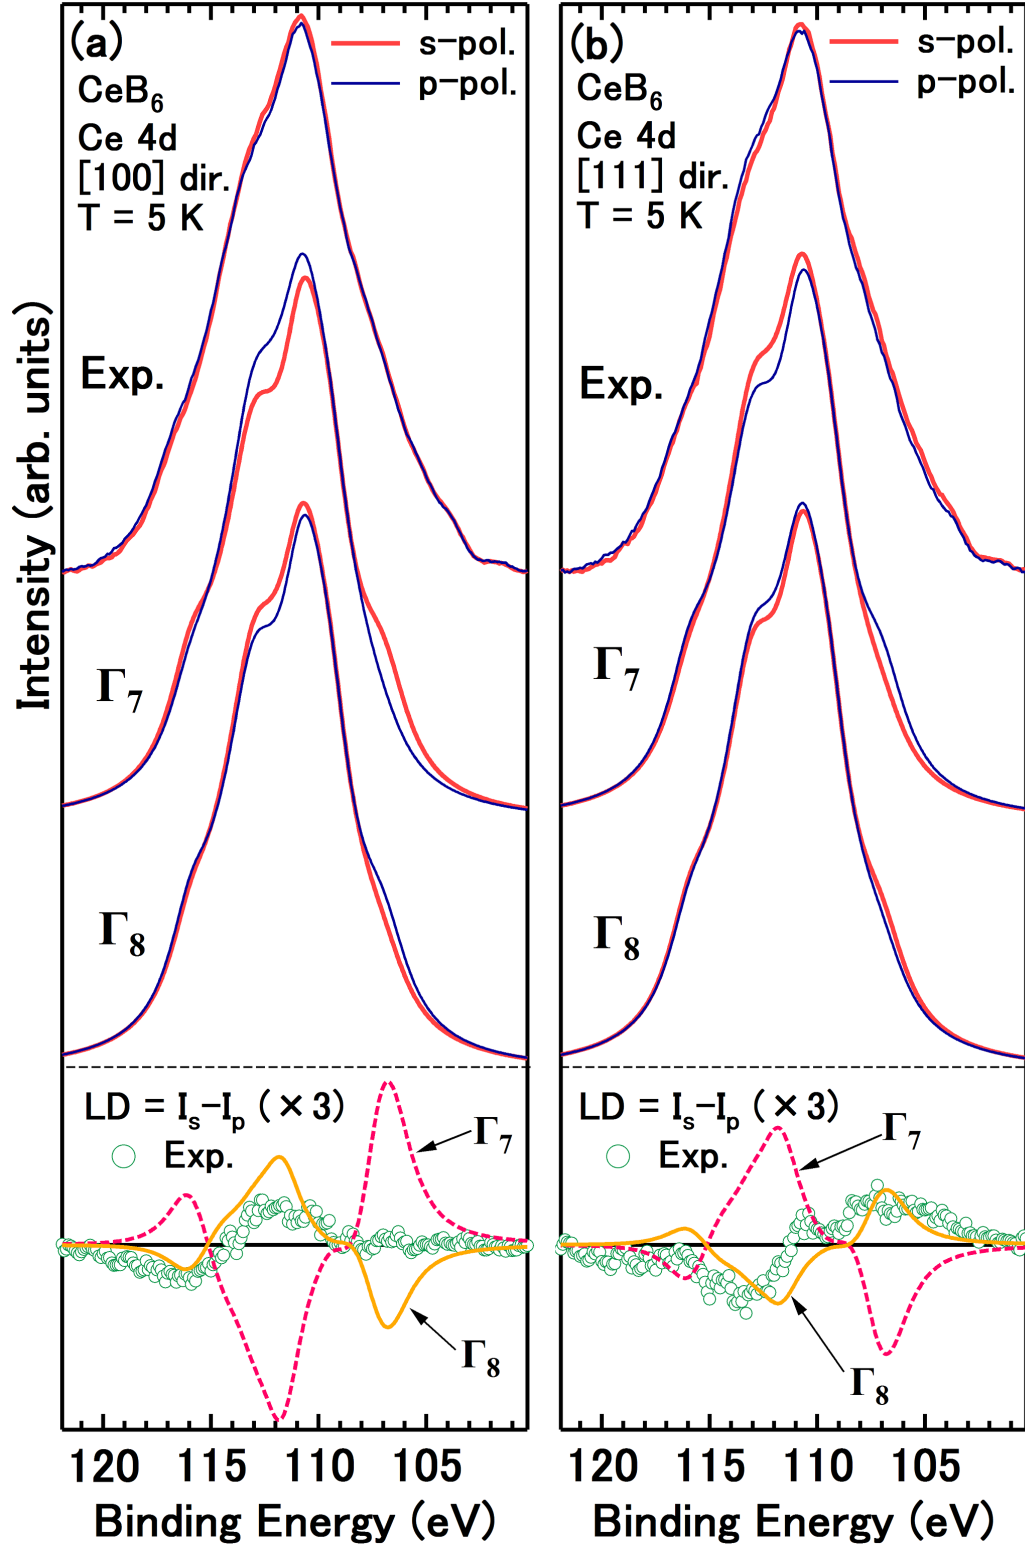 Intensity (arb. units)
(a)
s-pol.
p-pol.
CeB6
Ce 4d
[100] dir.
T = 5 K
Exp.
Γ7
Γ8
LD = Is-Ip (×3)
Exp.
Γ7
Γ8
120 115 110 105
Binding Energy (eV)
(b)
s-pol.
p-pol.
CeB6
Ce 4d
[111] dir.
T = 5 K
Exp.
Γ7
Γ8
LD = Is-Ip (×3)
Exp.
Γ7
Γ8
120 115 110 105
Binding Energy (eV)